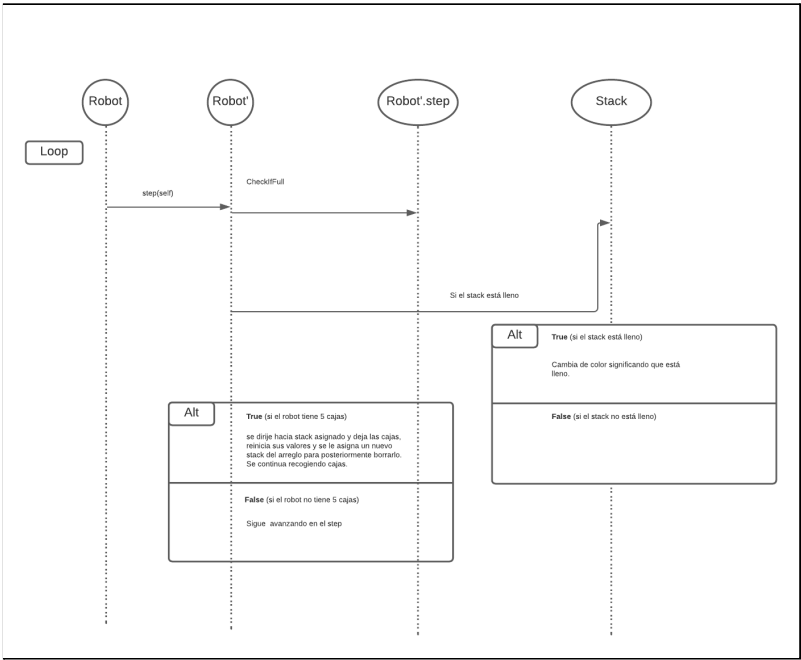 Robot
Robot'
Robot'.step
Stack
Loop
step(self)
CheckIfFull
Si el stack está lleno
Alt
True (si el stack está lleno)
Cambia de color significando que está
lleno.
False (si el stack no está lleno)
Alt
True (si el robot tiene 5 cajas)
se dirije hacia stack asignado y deja las cajas,
reinicia sus valores y se le asigna un nuevo
stack del arreglo para posteriormente borrarlo.
Se continua recogiendo cajas.
False (si el robot no tiene 5 cajas)
Sigue avanzando en el step